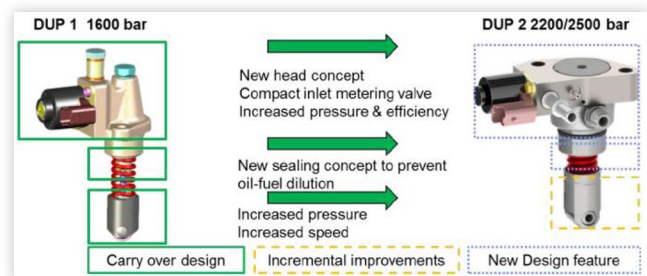 DUP 1 1600 bar
DUP 2 2200/2500 bar
New head concept
Compact inlet metering valve
Increased pressure & efficiency
New sealing concept to prevent
oil-fuel dilution
Increased pressure
Increased speed
Carry over design
Incremental improvements
New Design feature